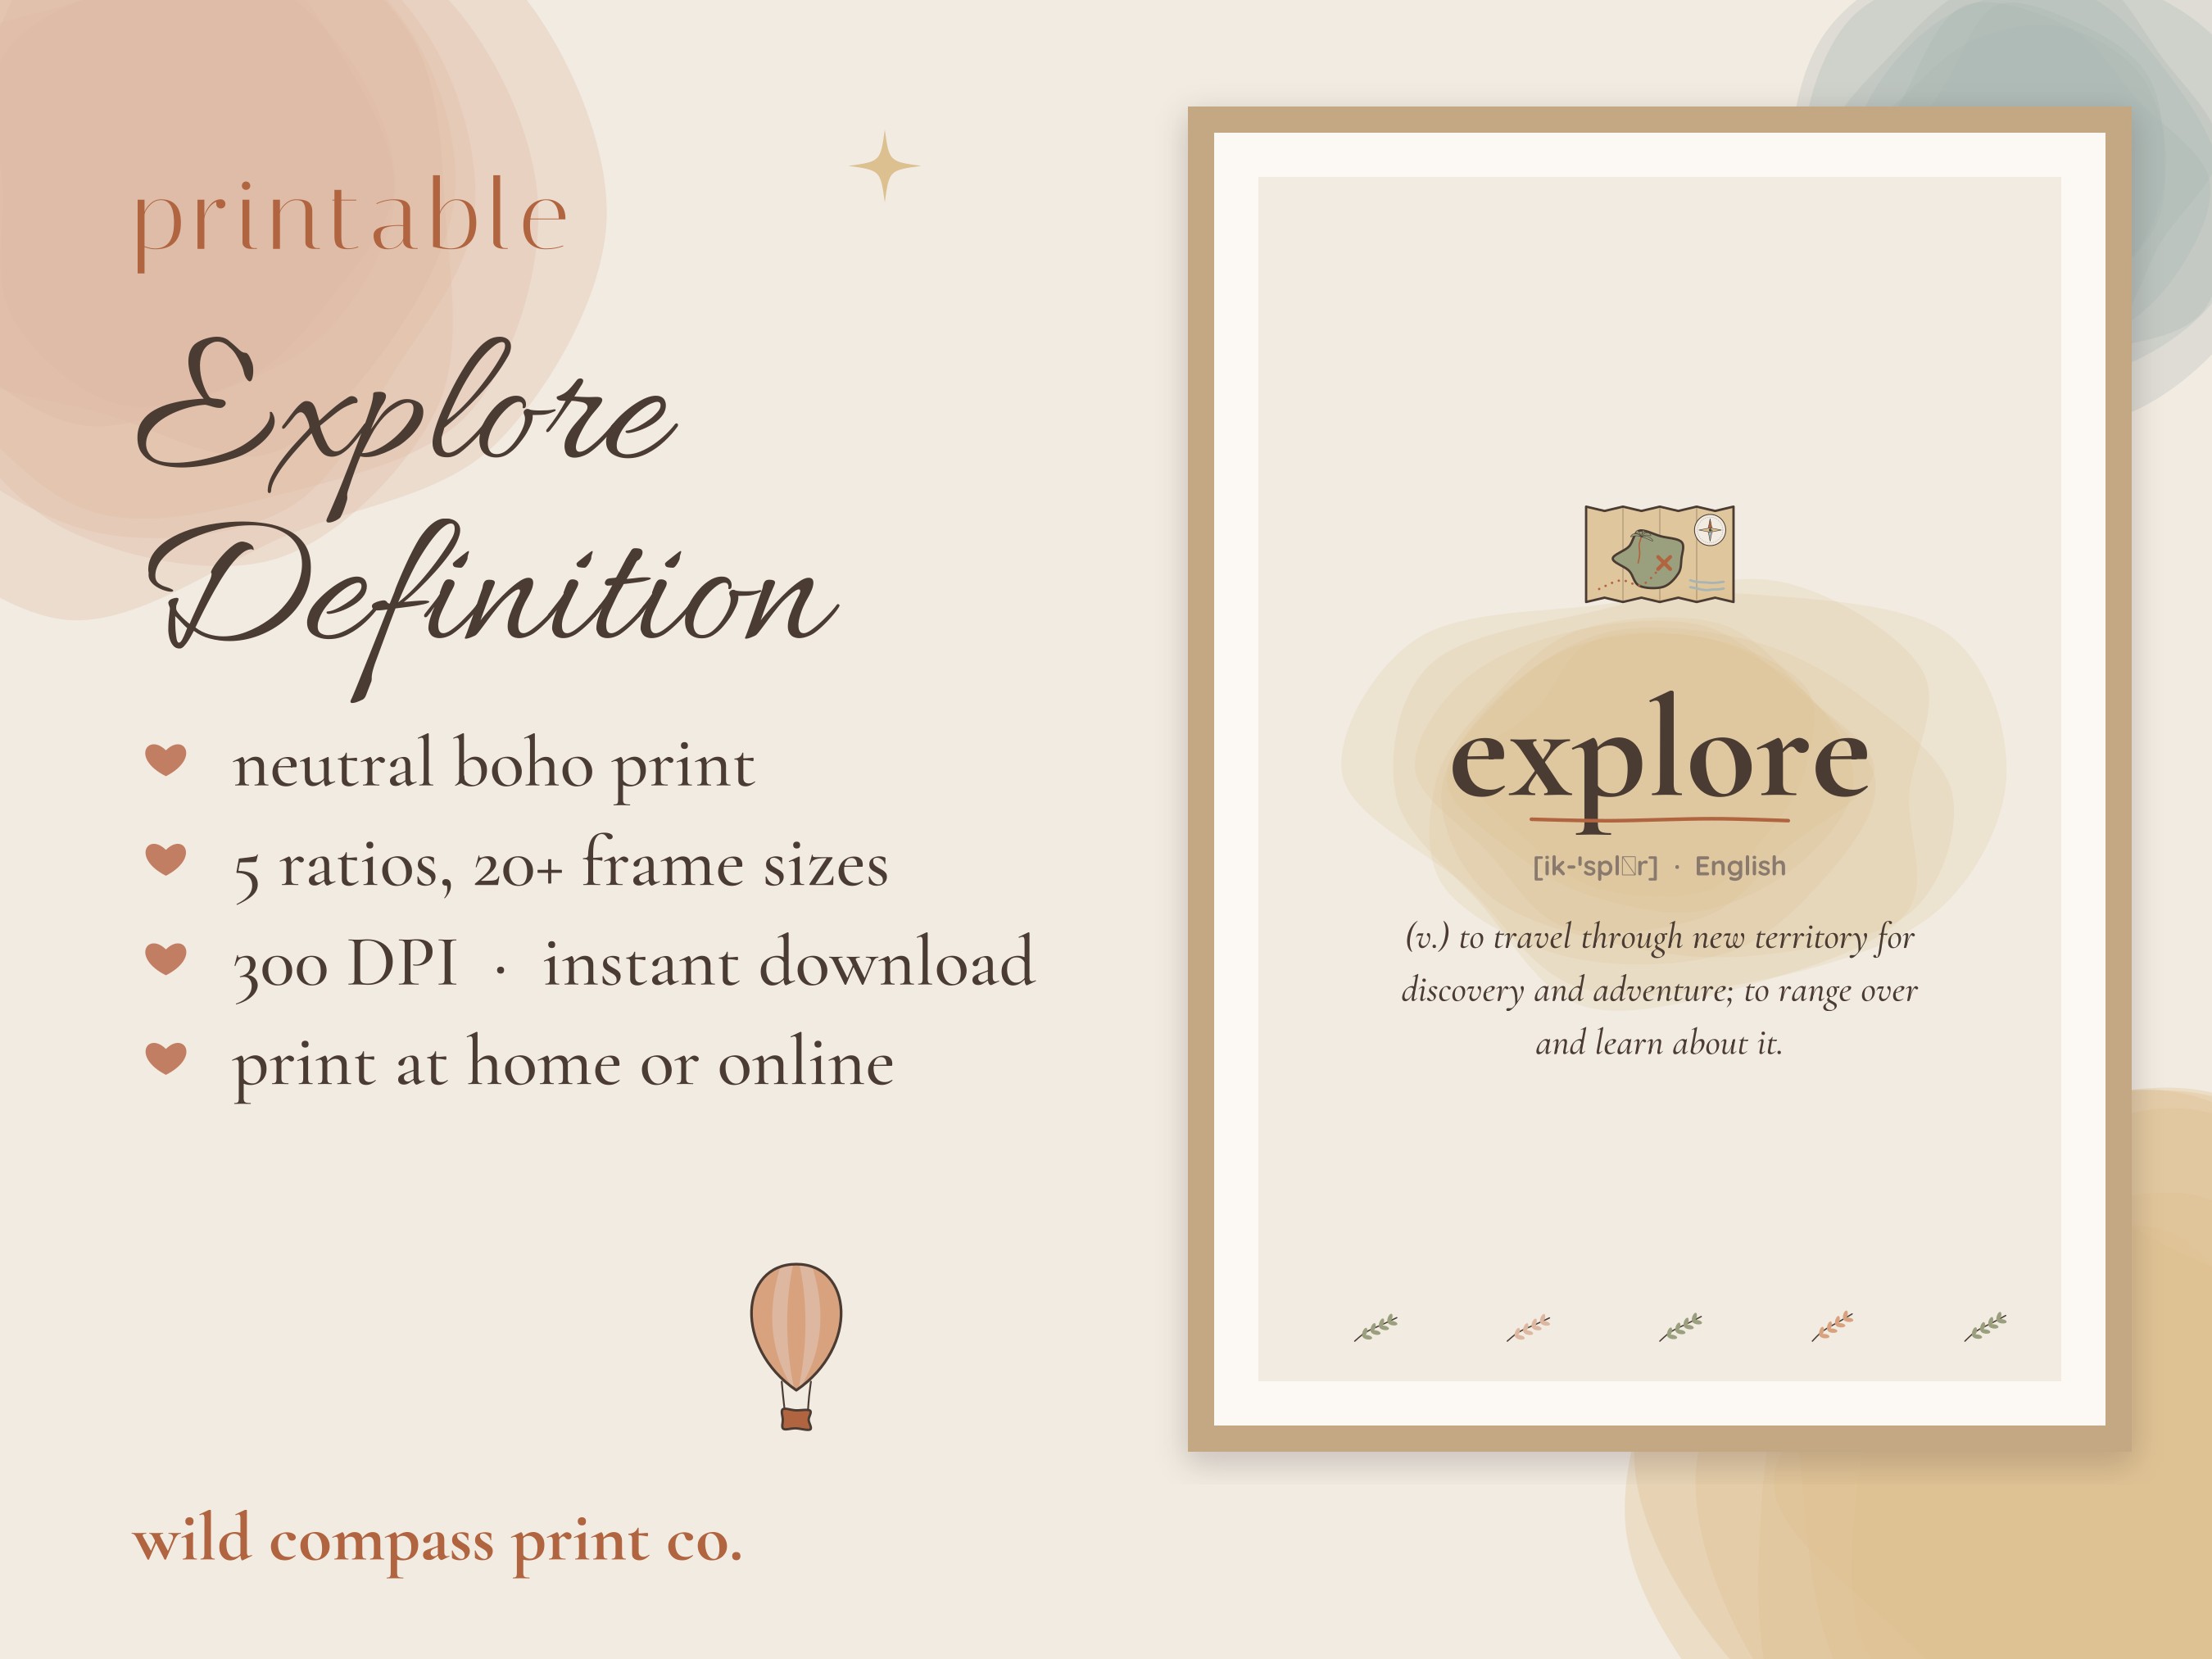 printable
Explore
Definition
neutral boho print
5 ratios, 20+ frame sizes
300 DPI · instant download
print at home or online
wild compass print co.
explore
· English
(v.) to travel through new territory for
discovery and adventure; to range over
and learn about it.